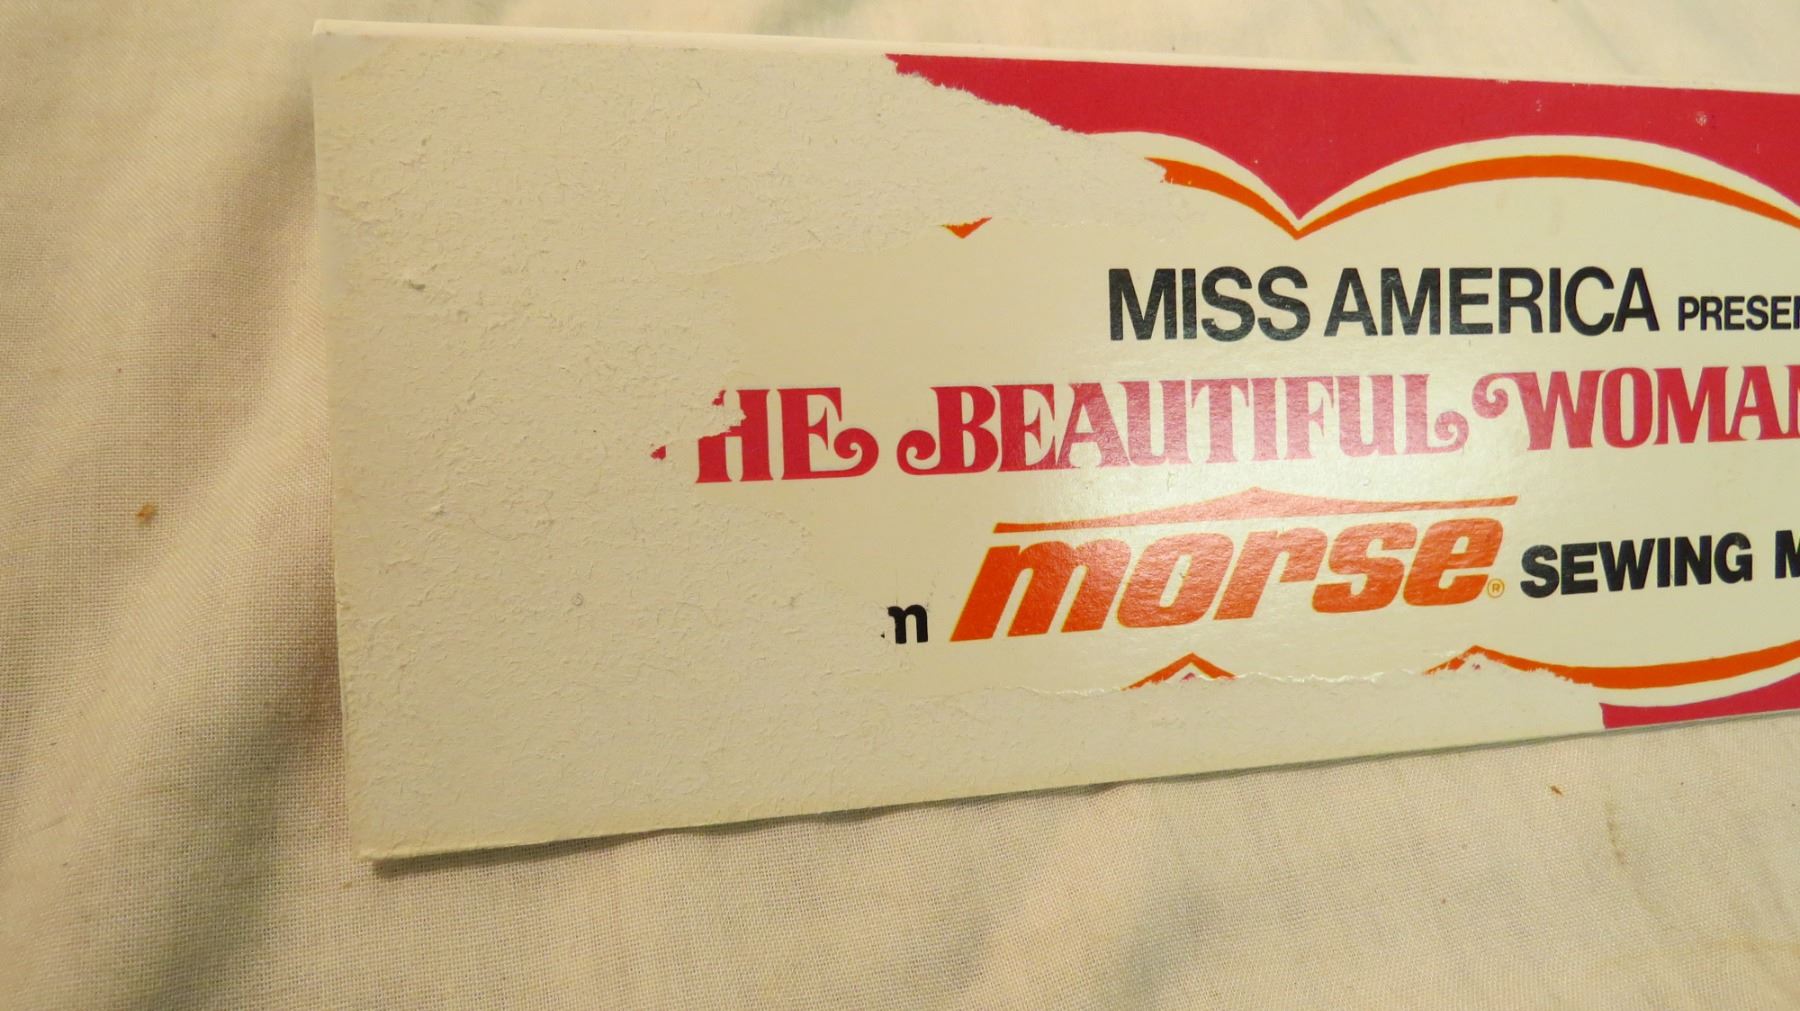 MISS AMERICA PRESEN
HE BEAUTIFUL WOMAN
m morse® SEWING M